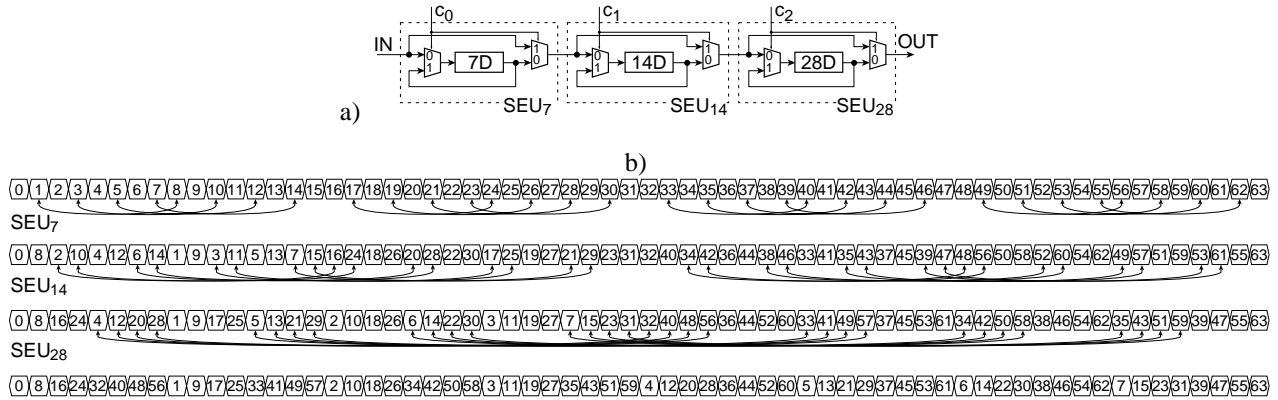 c0 c1 c2
IN OUT
0 1 7D 1 0 0 1 14D 1 0 0 1 28D 1 0
SEU7 SEU14 SEU28
a)
b)
0 1 2 3 4 5 6 7 8 9 10 11 12 13 14 15 16 17 18 19 20 21 22 23 24 25 26 27 28 29 30 31 32 33 34 35 36 37 38 39 40 41 42 43 44 45 46 47 48 49 50 51 52 53 54 55 56 57 58 59 60 61 62 63
SEU7
0 8 2 10 4 12 6 14 1 9 3 11 5 13 7 15 16 24 18 26 20 28 22 30 17 25 19 27 21 29 23 31 32 40 34 42 36 44 38 46 33 41 35 43 37 45 39 47 48 56 50 58 52 60 54 62 49 57 51 59 53 61 55 63
SEU14
0 8 16 24 4 12 20 28 1 9 17 25 5 13 21 29 2 10 18 26 6 14 22 30 3 11 19 27 7 15 23 31 32 40 48 56 36 44 52 60 33 41 49 57 37 45 53 61 34 42 50 58 38 46 54 62 35 43 51 59 39 47 55 63
SEU28
0 8 16 24 32 40 48 56 1 9 17 25 33 41 49 57 2 10 18 26 34 42 50 58 3 11 19 27 35 43 51 59 4 12 20 28 36 44 52 60 5 13 21 29 37 45 53 61 6 14 22 30 38 46 54 62 7 15 23 31 39 47 55 63